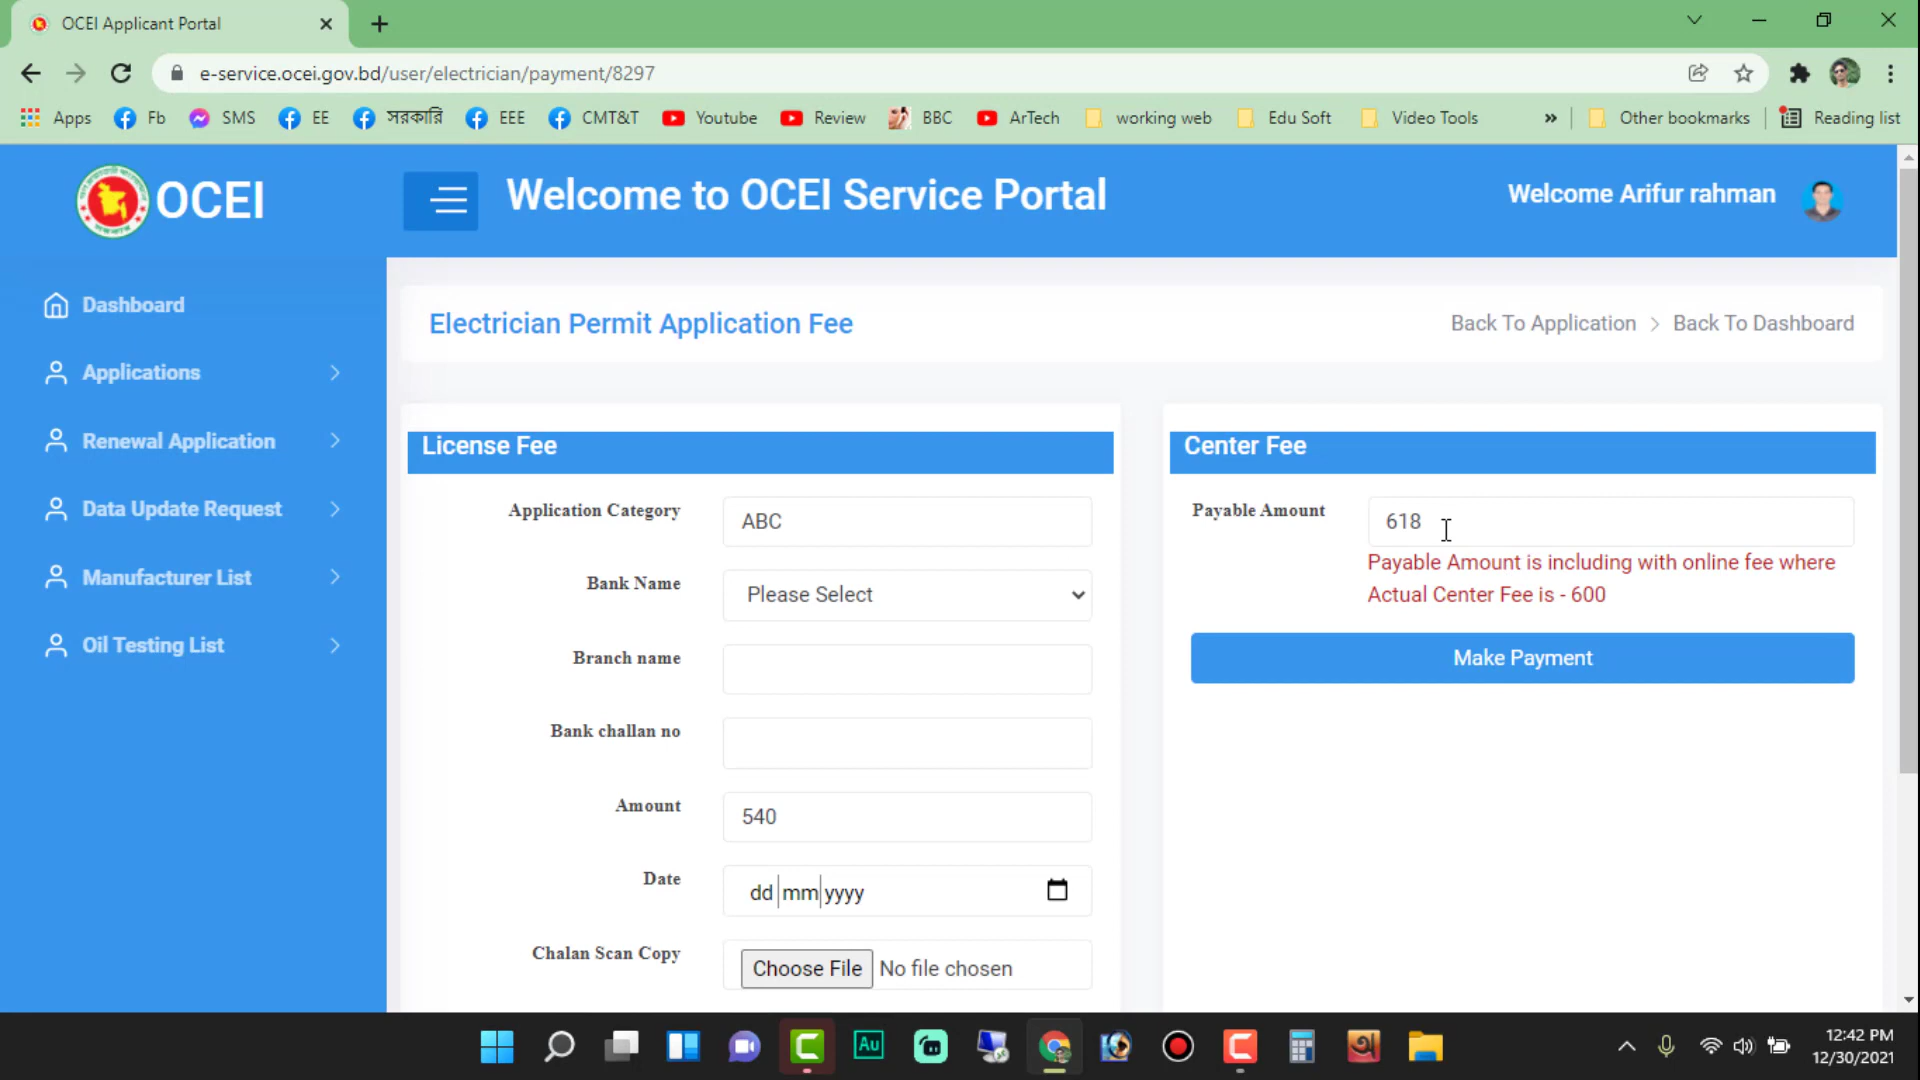 OCEI Applicant Portal
e-service.ocei.gov.bd/user/electrician/payment/8297
Apps Fb SMS EE সরকারি EEE CMT&T Youtube Review BBC ArTech working web Edu Soft Video Tools » Other bookmarks Reading list
OCEI
Welcome to OCEI Service Portal
Welcome Arifur rahman
Dashboard
Applications
Renewal Application
Data Update Request
Manufacturer List
Oil Testing List
Electrician Permit Application Fee
Back To Application > Back To Dashboard
License Fee
Application Category ABC
Bank Name Please Select
Branch name
Bank challan no
Amount 540
Date dd mm yyyy
Chalan Scan Copy Choose File No file chosen
Center Fee
Payable Amount 618
Payable Amount is including with online fee where
Actual Center Fee is - 600
Make Payment
Au
অ
12:42 PM
12/30/2021